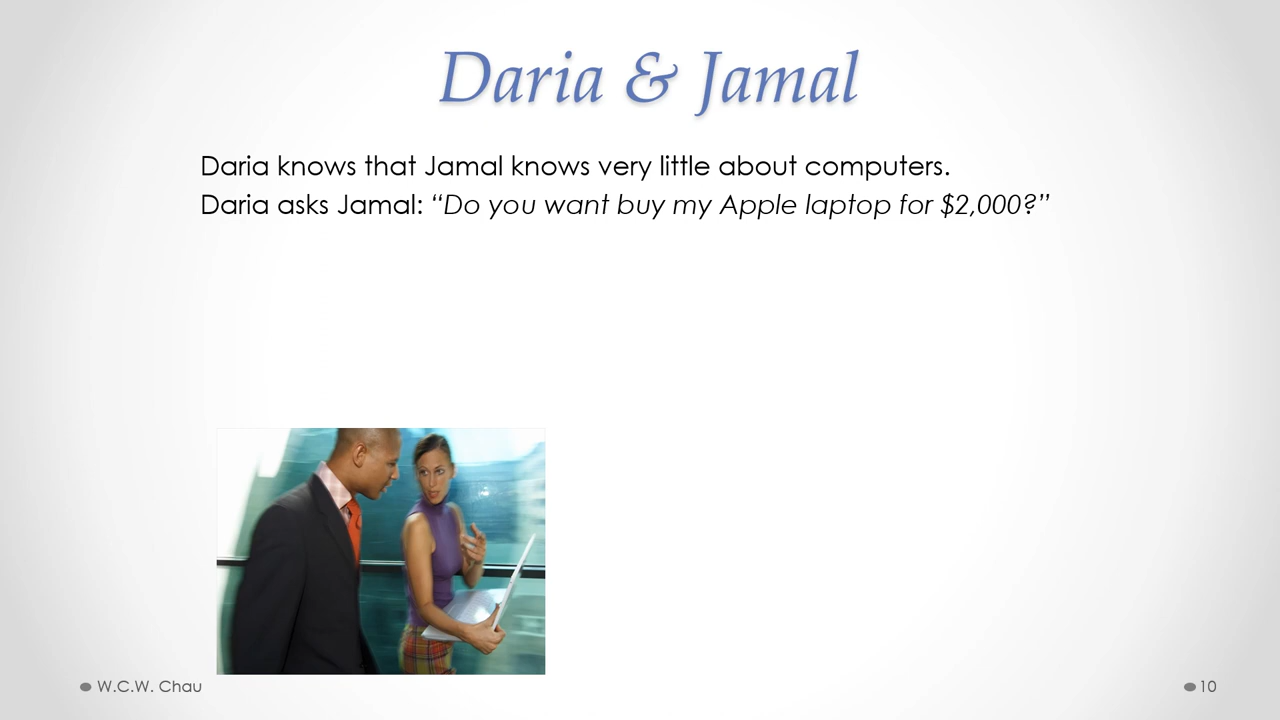 Daria & Jamal
Daria knows that Jamal knows very little about computers.
Daria asks Jamal: “Do you want buy my Apple laptop for $2,000?”
W.C.W. Chau
10